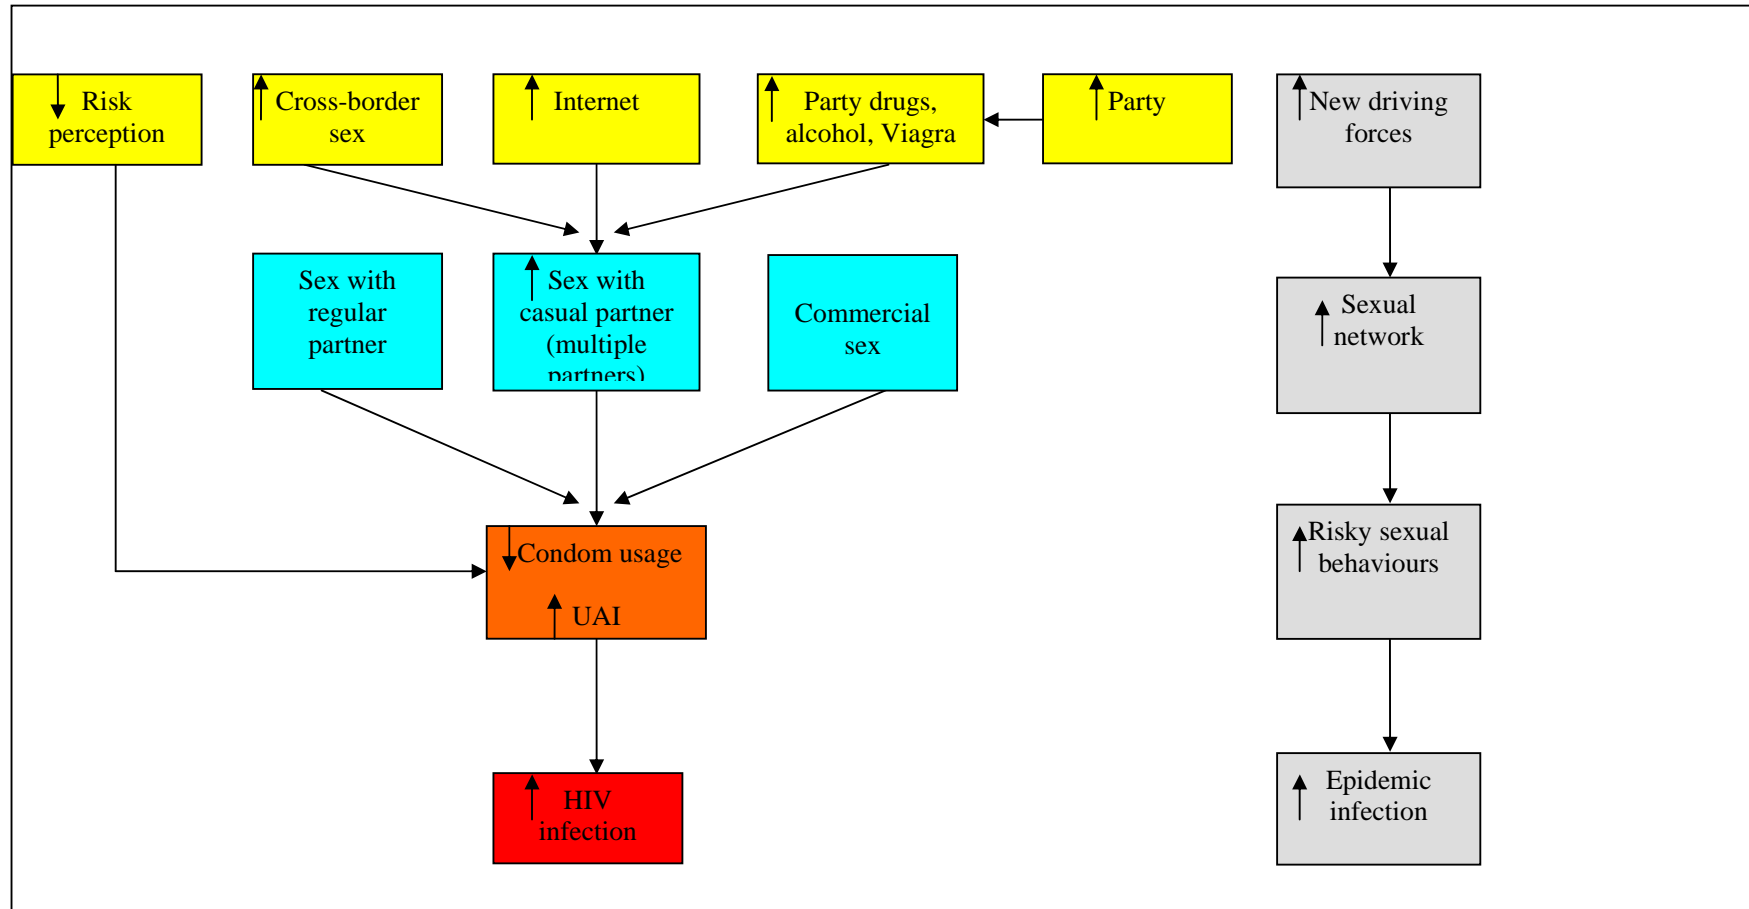 Risk
perception
Cross-border
sex
Internet
Party drugs,
alcohol, Viagra
Party
New driving
forces
Sex with
regular
partner
Sex with
casual partner
(multiple
partners)
Commercial
sex
Sexual
network
Condom usage
UAI
Risky sexual
behaviours
HIV
infection
Epidemic
infection